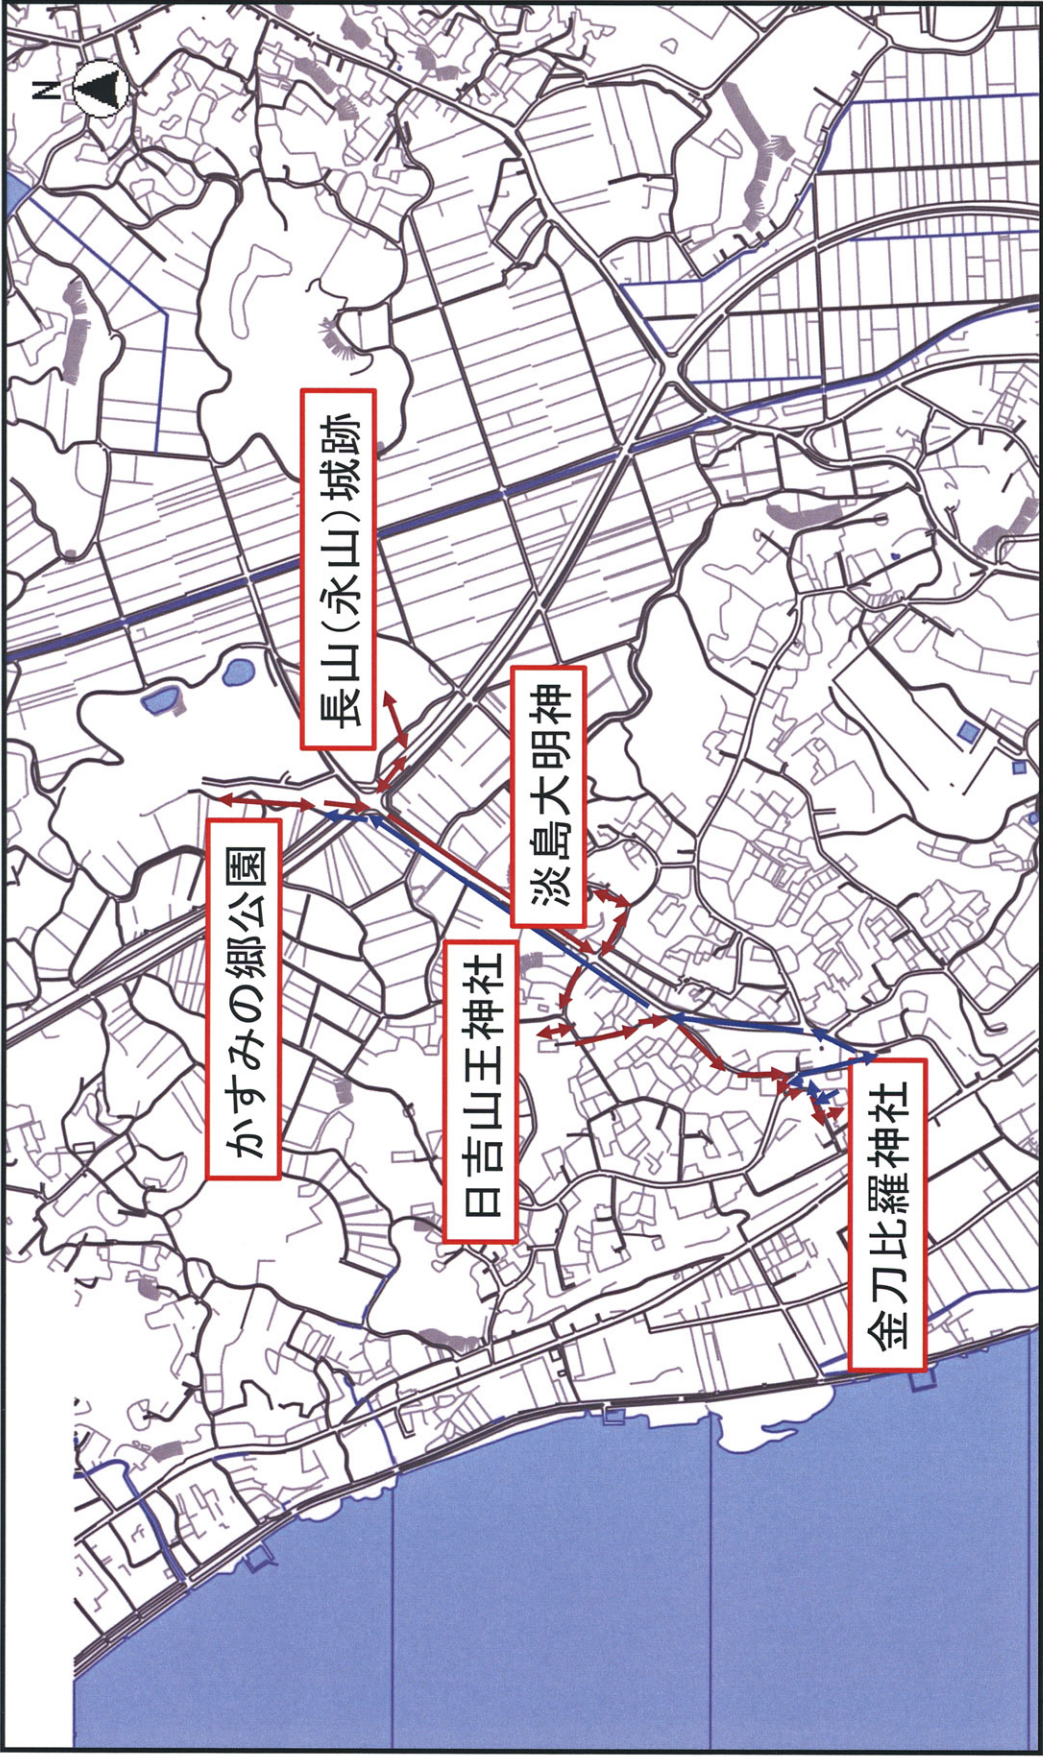 N
長山(永山)城跡
かすみの郷公園
淡島大明神
日吉山王神社
金刀比羅神社